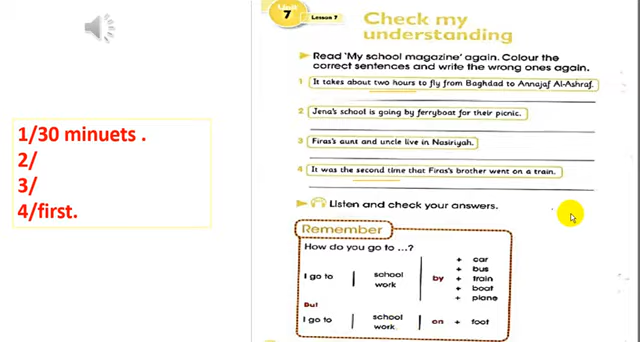 Unit
7
Lesson 7
Check my
understanding
Read 'My school magazine' again. Colour the
correct sentences and write the wrong ones again.
1 It takes about two hours to fly from Baghdad to Annajaf Al-Ashraf.
2 Jena's school is going by ferryboat for their picnic.
3 Firas's aunt and uncle live in Nasiriyah.
4 It was the second time that Firas's brother went on a train.
Listen and check your answers.
Remember
How do you go to ...?
I go to school work by + car
+ bus
+ train
+ boat
+ plane
But
I go to school work on + foot
1/30 minuets .
2/
3/
4/first.